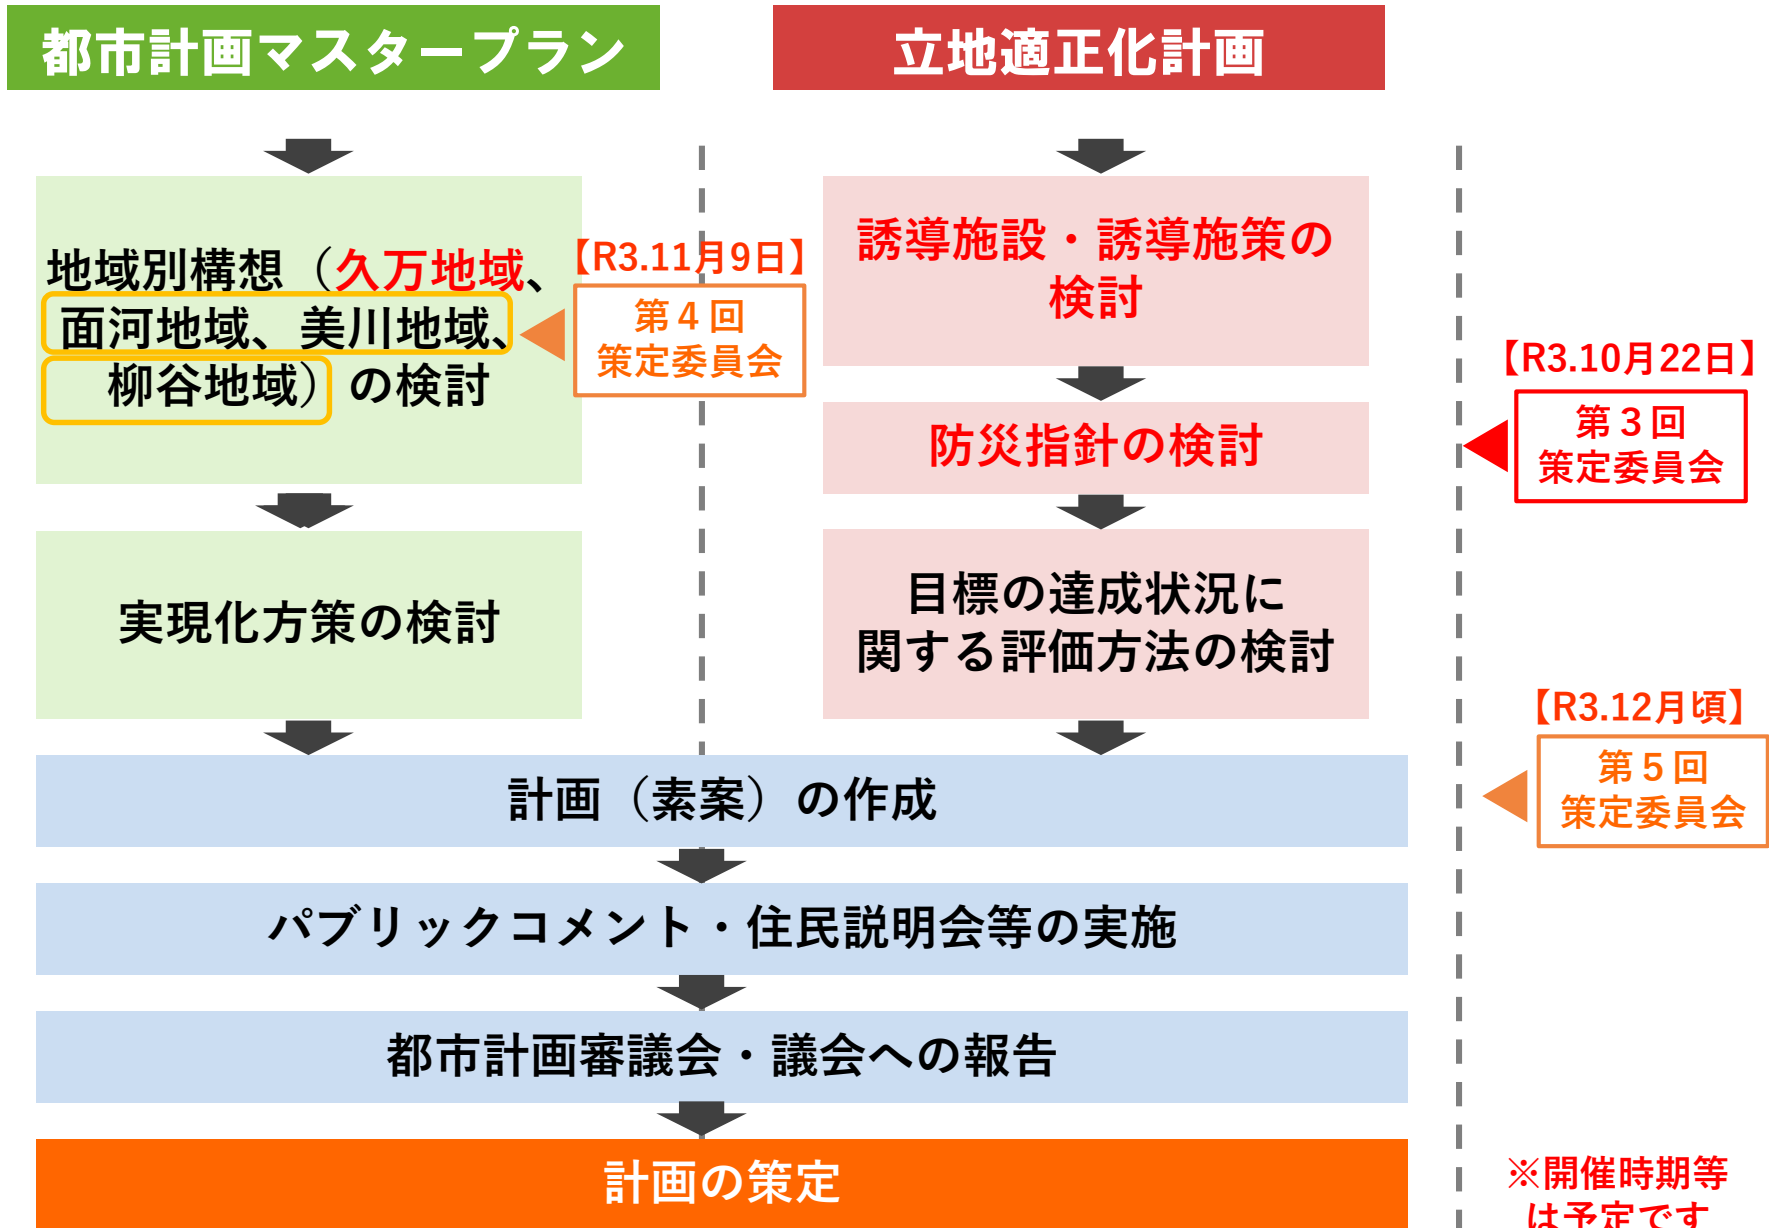 都市計画マスタープラン
立地適正化計画
地域別構想（久万地域、
面河地域、美川地域、
柳谷地域）の検討
【R3.11月9日】
第４回
策定委員会
実現化方策の検討
誘導施設・誘導施策の
検討
防災指針の検討
目標の達成状況に
関する評価方法の検討
【R3.10月22日】
第３回
策定委員会
【R3.12月頃】
第５回
策定委員会
計画（素案）の作成
パブリックコメント・住民説明会等の実施
都市計画審議会・議会への報告
計画の策定
※開催時期等
は予定です